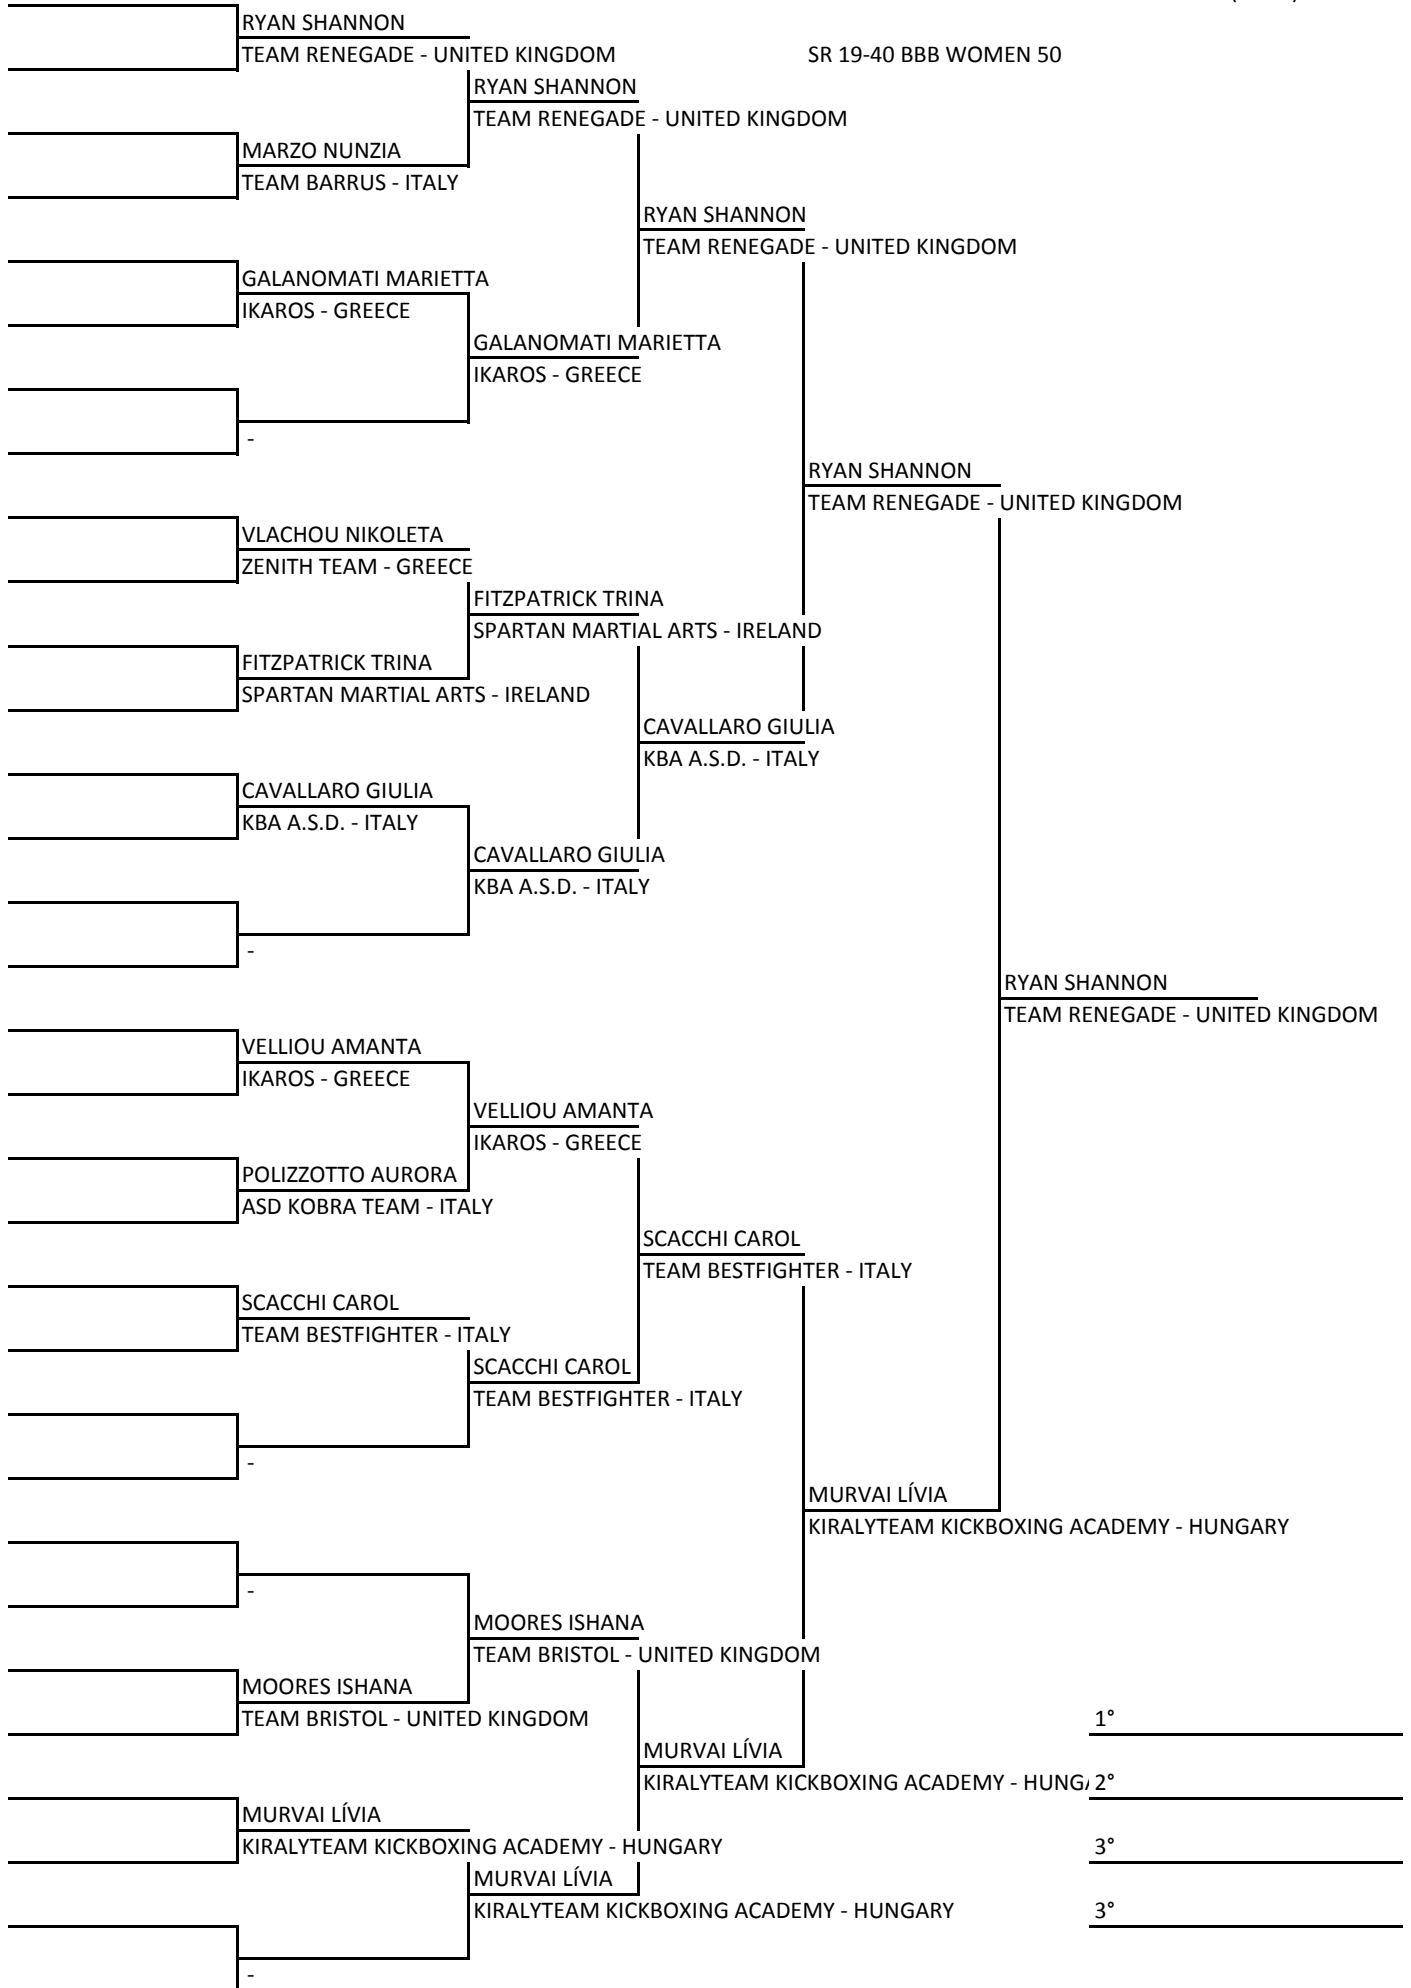 RYAN SHANNON
TEAM RENEGADE - UNITED KINGDOM
SR 19-40 BBB WOMEN 50
RYAN SHANNON
TEAM RENEGADE - UNITED KINGDOM
MARZO NUNZIA
TEAM BARRUS - ITALY
RYAN SHANNON
TEAM RENEGADE - UNITED KINGDOM
GALANOMATI MARIETTA
IKAROS - GREECE
GALANOMATI MARIETTA
IKAROS - GREECE
-
RYAN SHANNON
TEAM RENEGADE - UNITED KINGDOM
VLACHOU NIKOLETA
ZENITH TEAM - GREECE
FITZPATRICK TRINA
SPARTAN MARTIAL ARTS - IRELAND
FITZPATRICK TRINA
SPARTAN MARTIAL ARTS - IRELAND
CAVALLARO GIULIA
KBA A.S.D. - ITALY
CAVALLARO GIULIA
KBA A.S.D. - ITALY
CAVALLARO GIULIA
KBA A.S.D. - ITALY
-
RYAN SHANNON
TEAM RENEGADE - UNITED KINGDOM
VELLIOU AMANTA
IKAROS - GREECE
VELLIOU AMANTA
IKAROS - GREECE
POLIZZOTTO AURORA
ASD KOBRA TEAM - ITALY
SCACCHI CAROL
TEAM BESTFIGHTER - ITALY
SCACCHI CAROL
TEAM BESTFIGHTER - ITALY
SCACCHI CAROL
TEAM BESTFIGHTER - ITALY
-
MURVAI LÍVIA
KIRALYTEAM KICKBOXING ACADEMY - HUNGARY
-
MOORES ISHANA
TEAM BRISTOL - UNITED KINGDOM
MOORES ISHANA
TEAM BRISTOL - UNITED KINGDOM
1°
MURVAI LÍVIA
KIRALYTEAM KICKBOXING ACADEMY - HUNGA
2°
MURVAI LÍVIA
KIRALYTEAM KICKBOXING ACADEMY - HUNGARY
3°
MURVAI LÍVIA
KIRALYTEAM KICKBOXING ACADEMY - HUNGARY
3°
-